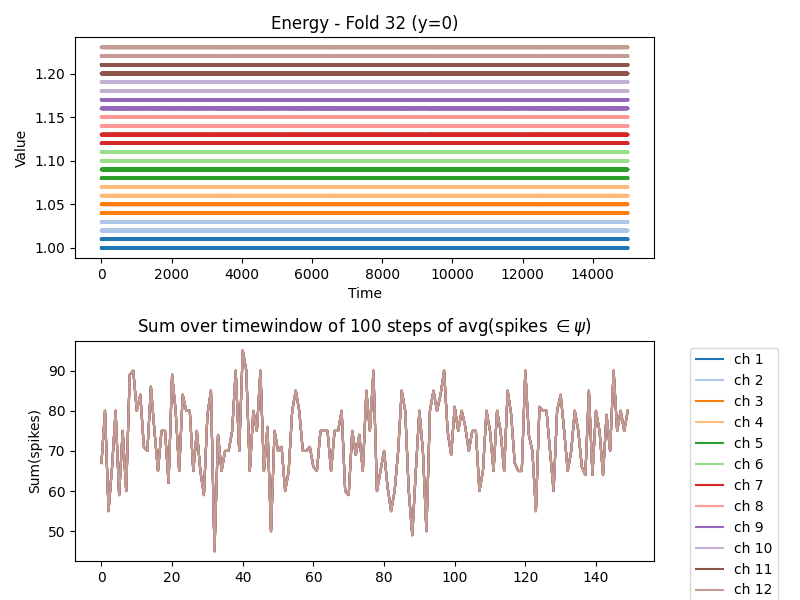 Energy - Fold 32 (y=0)
Value
1.20
1.15
1.10
1.05
1.00
0 2000 4000 6000 8000 10000 12000 14000
Time
Sum over timewindow of 100 steps of avg(spikes ∈ ψ)
Sum(spikes)
90
80
70
60
50
0 20 40 60 80 100 120 140
ch 1
ch 2
ch 3
ch 4
ch 5
ch 6
ch 7
ch 8
ch 9
ch 10
ch 11
ch 12